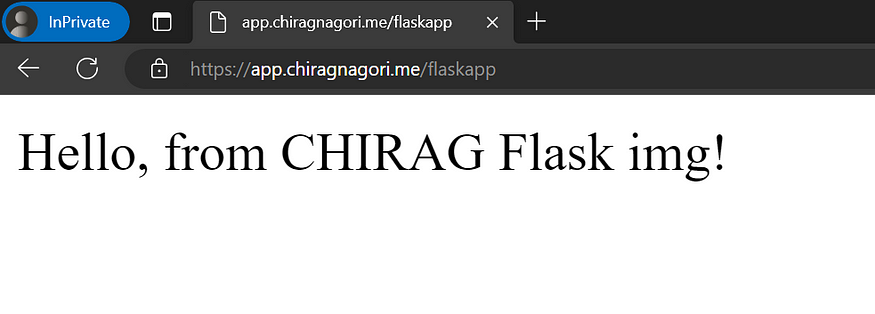 InPrivate
app.chiragnagori.me/flaskapp
https://app.chiragnagori.me/flaskapp
Hello, from CHIRAG Flask img!